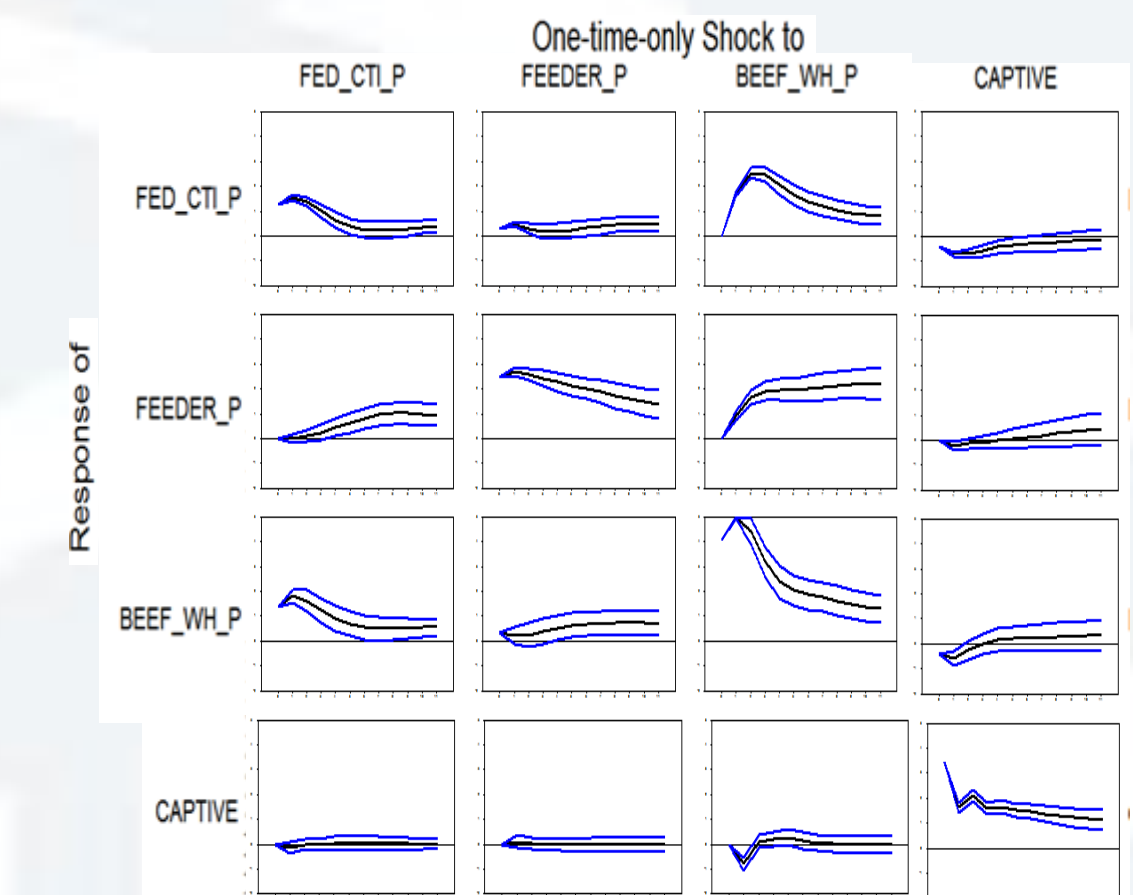 One-time-only Shock to
FED_CTI_P FEEDER_P BEEF_WH_P CAPTIVE
Response of
FED_CTI_P
FEEDER_P
BEEF_WH_P
CAPTIVE